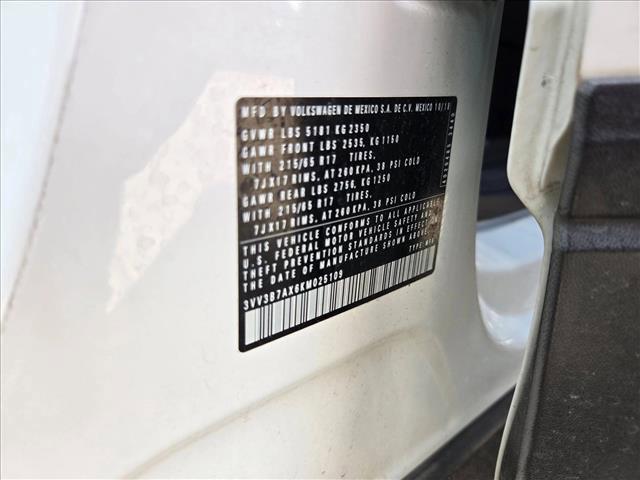 MFD BY VOLKSWAGEN DE MEXICO S.A. DE C.V. MEXICO 10/18
GVWR LBS 5181 KG 2350
GAWR FRONT LBS 2535, KG 1150
WITH 215/65 R17 TIRES.
7JX17 RIMS, AT 260 KPA, 38 PSI COLD
GAWR REAR LBS 2756, KG 1250
WITH 215/65 R17 TIRES.
7JX17 RIMS, AT 260 KPA, 38 PSI COLD
THIS VEHICLE CONFORMS TO ALL APPLICABLE
U.S. FEDERAL MOTOR VEHICLE SAFETY AND
THEFT PREVENTION STANDARDS IN EFFECT ON
THE DATE OF MANUFACTURE SHOWN ABOVE.
3VV3B7AX6KM025109
TYPE: MPV